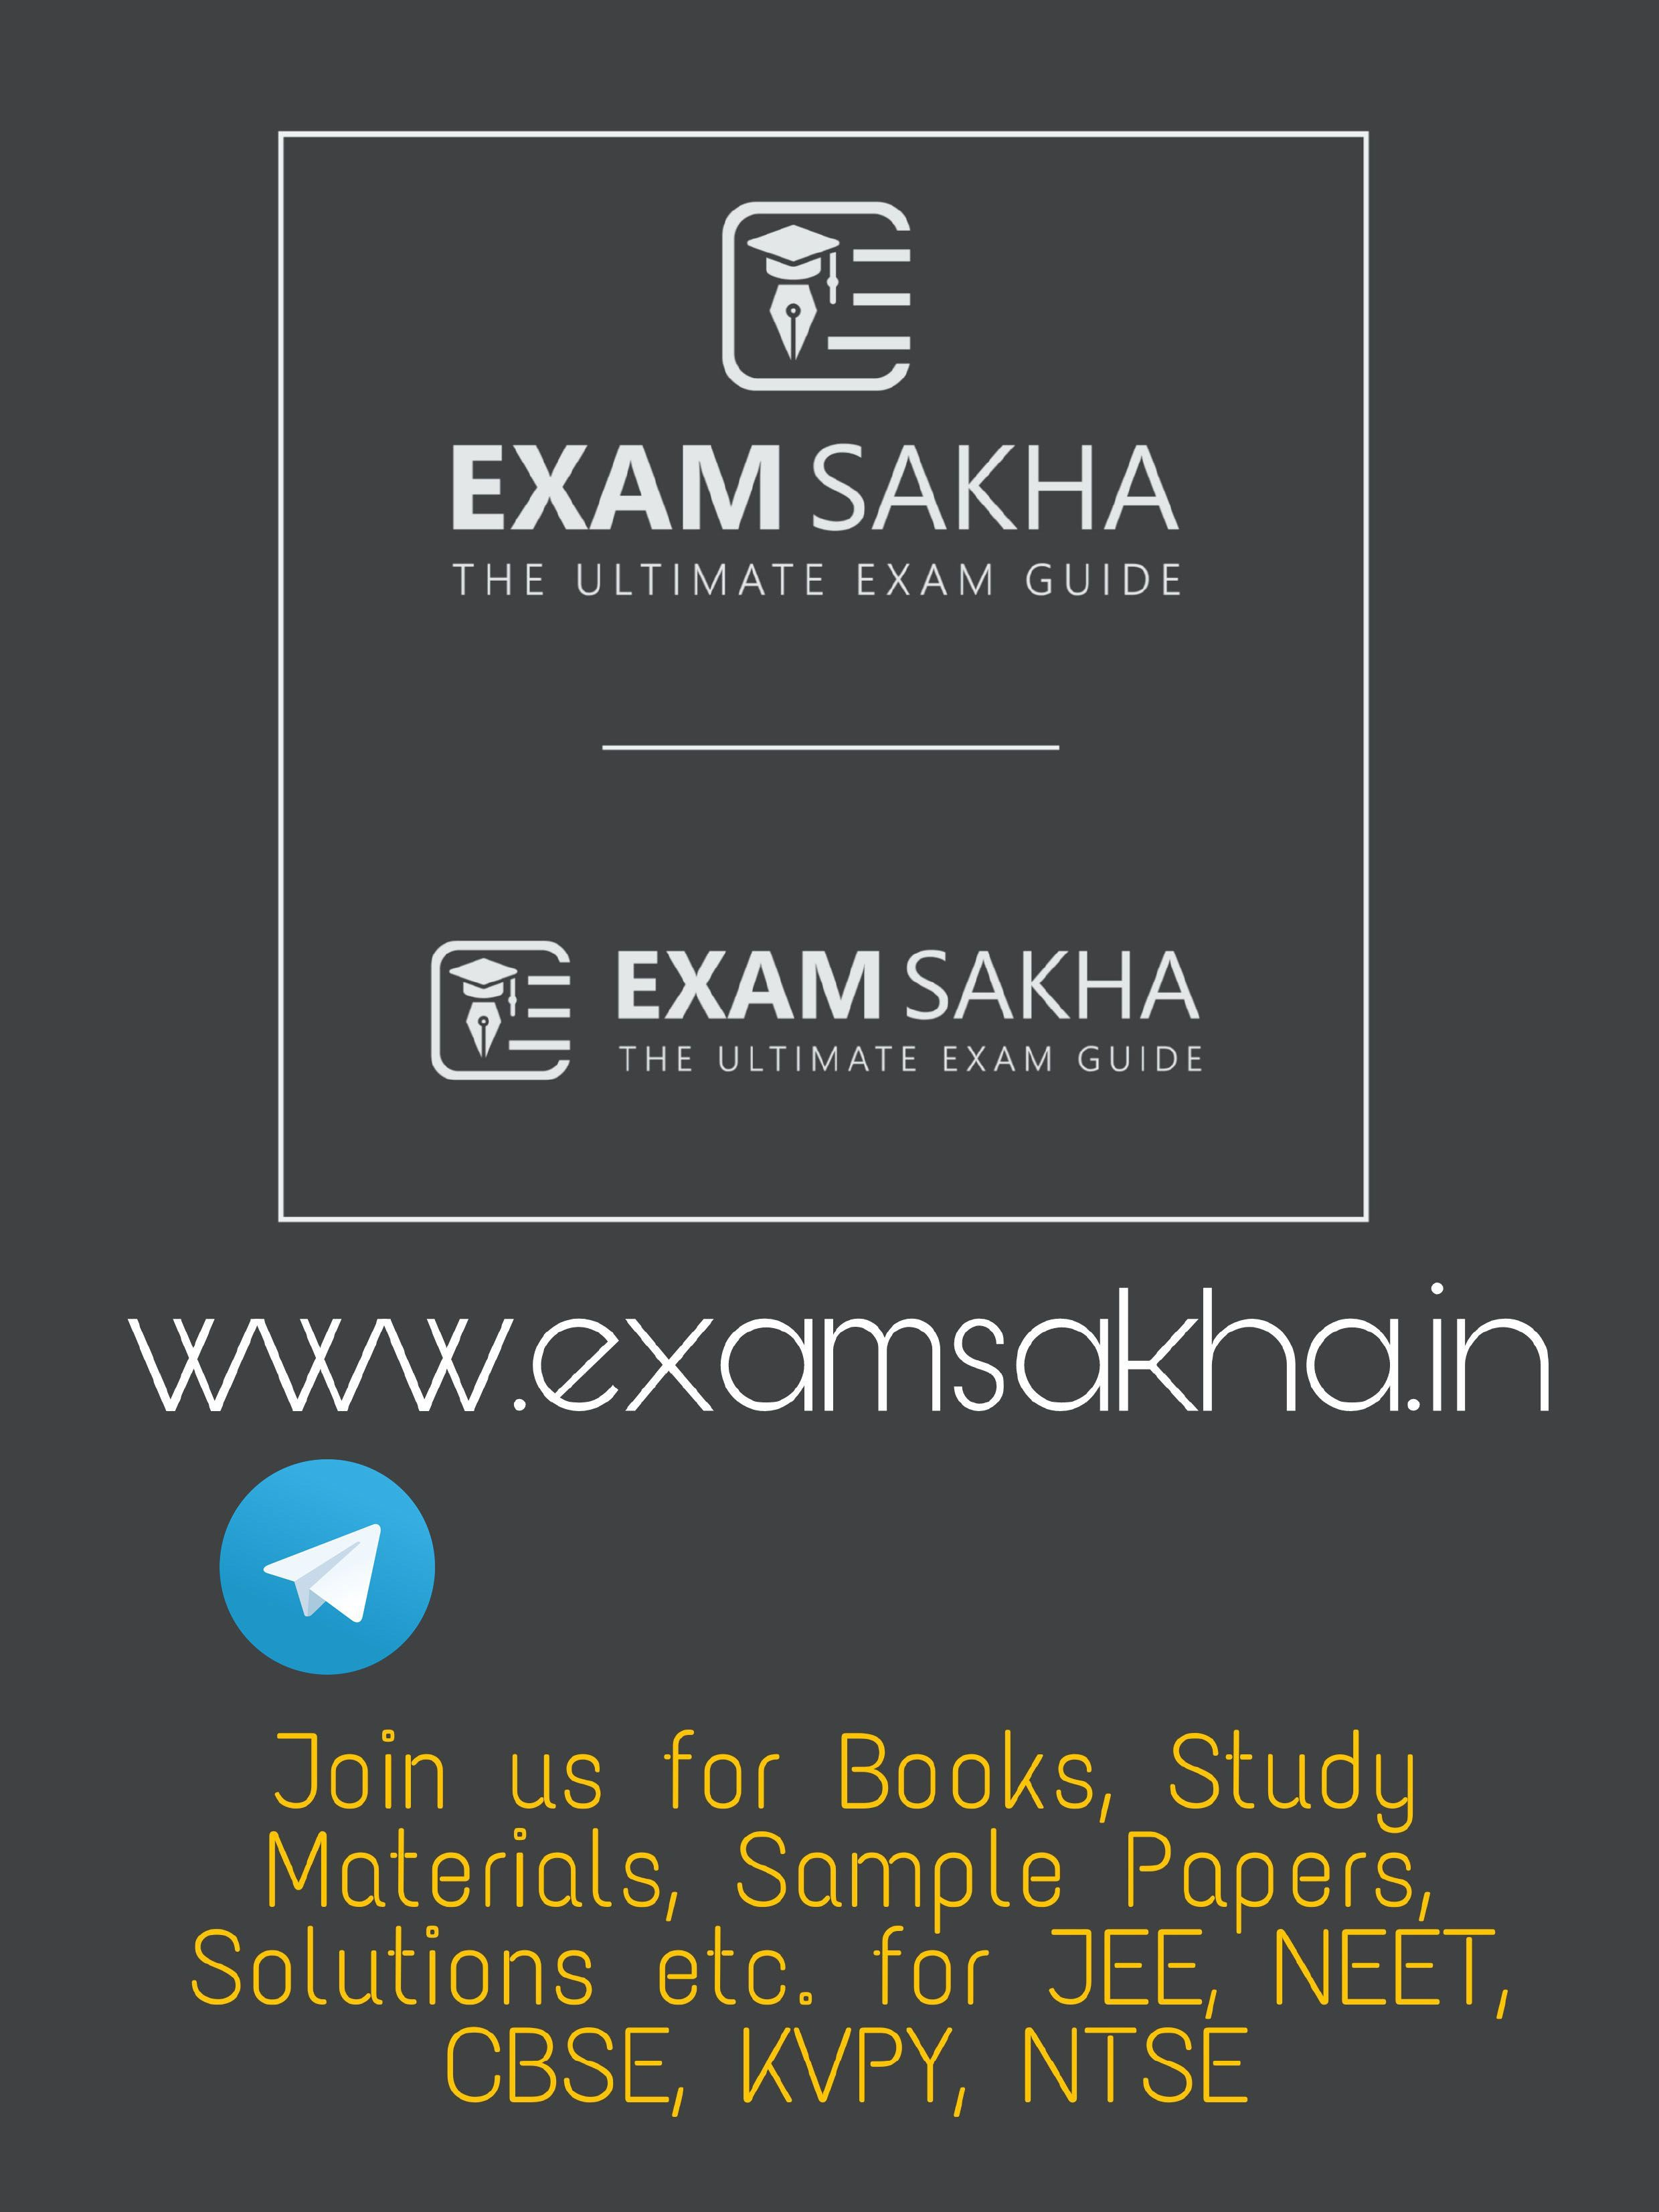 EXAM SAKHA
THE ULTIMATE EXAM GUIDE
EXAM SAKHA
THE ULTIMATE EXAM GUIDE
www.examsakha.in
Join us for Books, Study
Materials, Sample Papers,
Solutions etc. for JEE, NEET,
CBSE, KVPY, NTSE